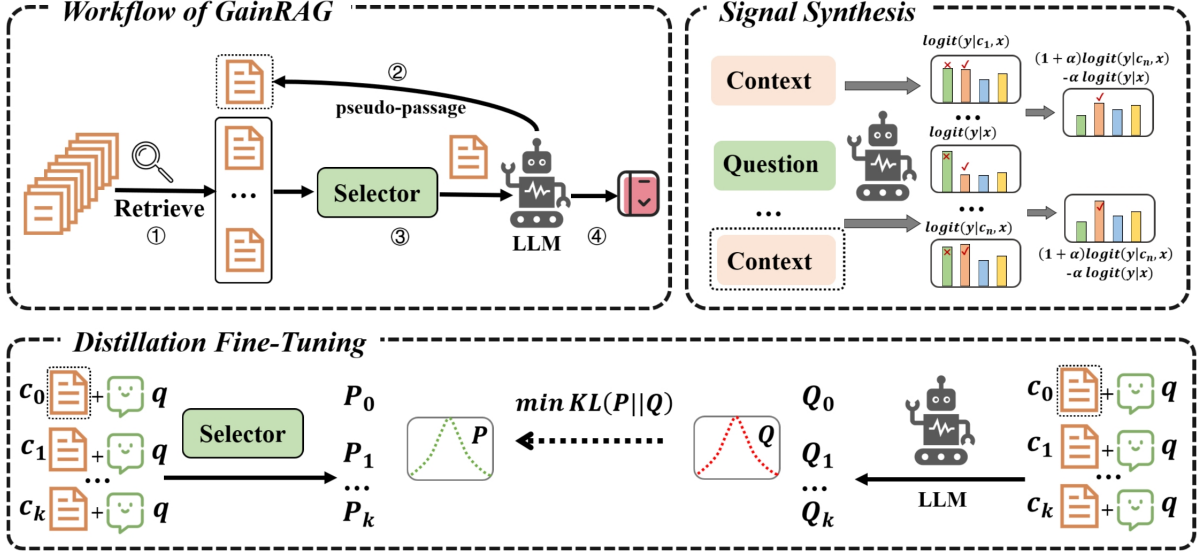 Workflow of GainRAG
②
pseudo-passage
Retrieve
①
...
Selector
③
LLM
④
Signal Synthesis
Context
Question
...
Context
logit(y|c₁, x)
...
logit(y|x)
...
logit(y|cₙ, x)
(1 + α)logit(y|cₙ, x)
-α logit(y|x)
(1 + α)logit(y|cₙ, x)
-α logit(y|x)
Distillation Fine-Tuning
c₀ + q
c₁ + q
...
cₖ + q
Selector
P₀
P₁
...
Pₖ
P
min KL(P||Q)
Q
Q₀
Q₁
...
Qₖ
LLM
c₀ + q
c₁ + q
...
cₖ + q